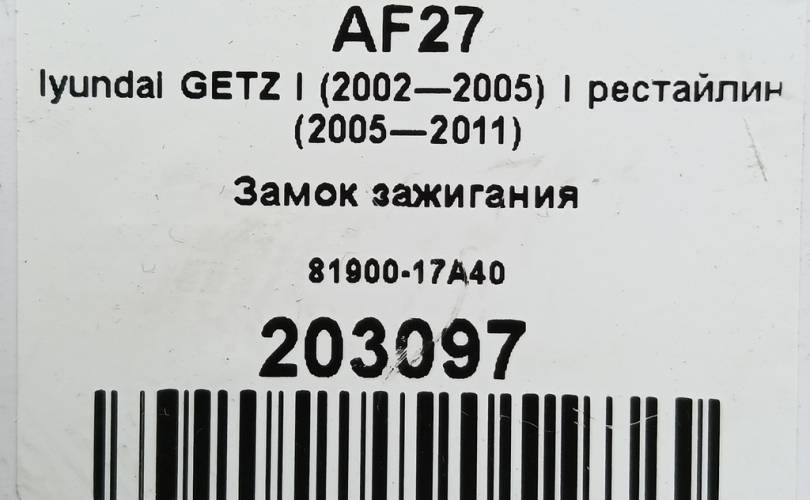 AF27
lyundai GETZ I (2002—2005) I рестайлин
(2005—2011)
Замок зажигания
81900-17A40
203097